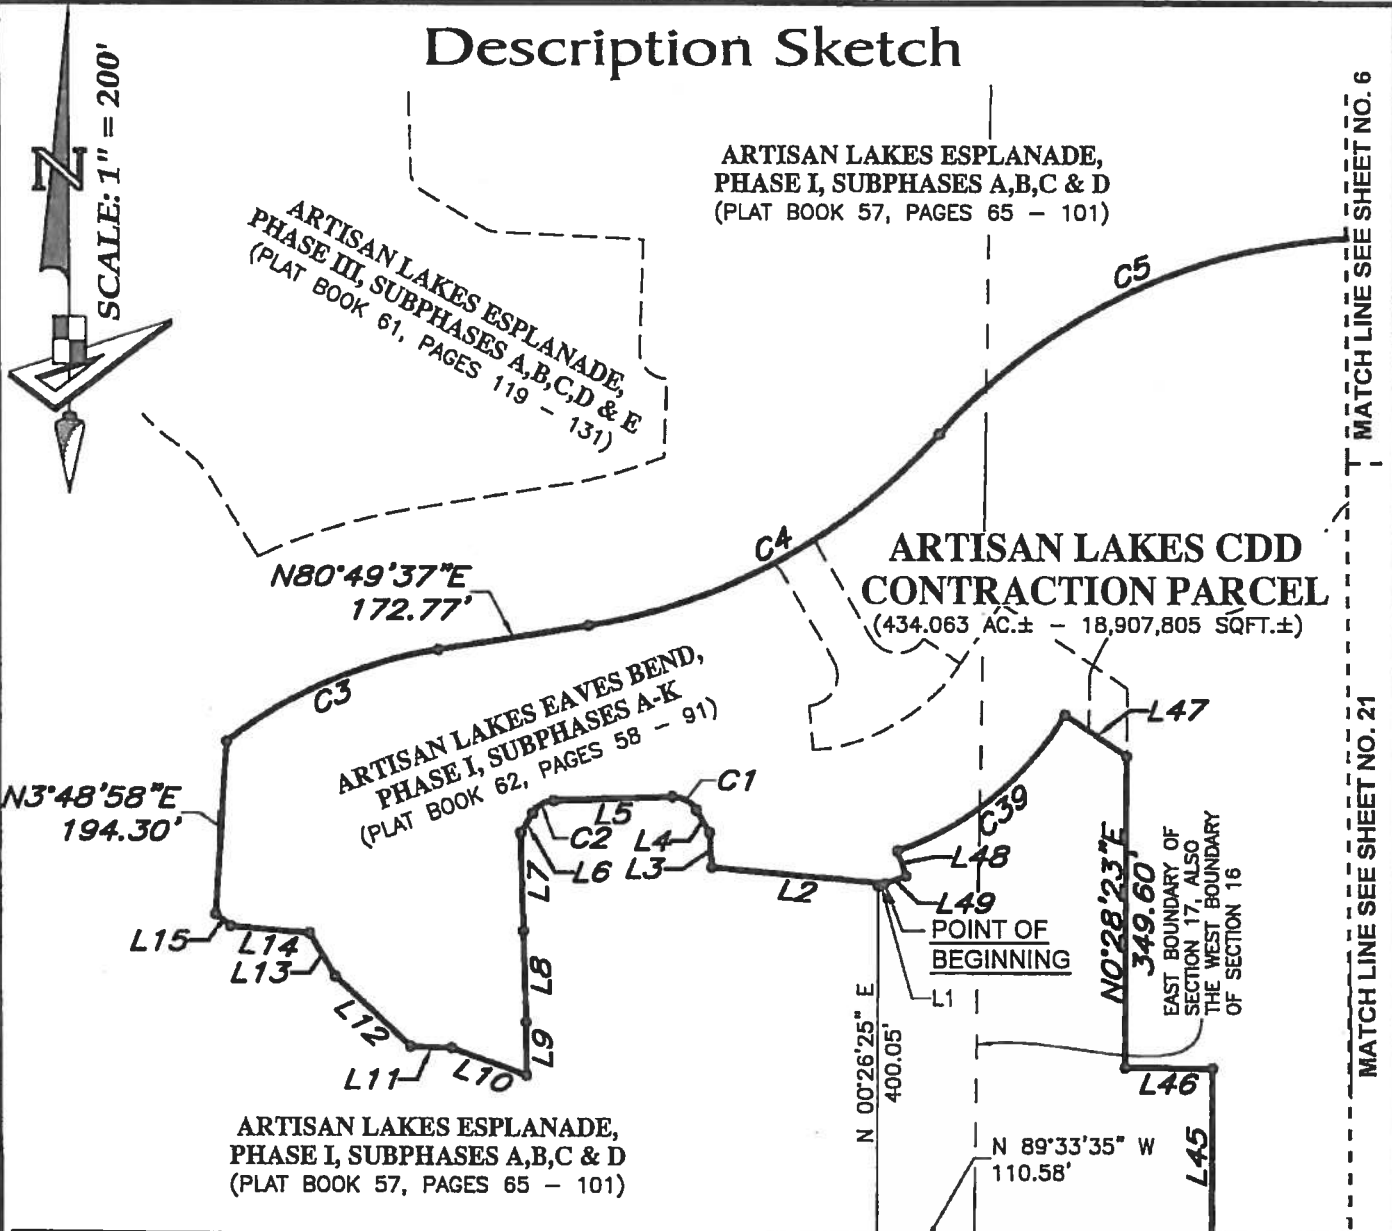 Description Sketch
N
SCALE: 1" = 200'
ARTISAN LAKES ESPLANADE,
PHASE I, SUBPHASES A,B,C & D
(PLAT BOOK 57, PAGES 65 - 101)
MATCH LINE SEE SHEET NO. 6
ARTISAN LAKES ESPLANADE,
PHASE III, SUBPHASES A,B,C,D & E
(PLAT BOOK 61, PAGES 119 - 131)
C5
C4
ARTISAN LAKES CDD
CONTRACTION PARCEL
(434.063 AC.± - 18,907,805 SQFT.±)
N80°49'37"E
172.77'
C3
ARTISAN LAKES EAVES BEND,
PHASE I, SUBPHASES A-K
(PLAT BOOK 62, PAGES 58 - 91)
L47
N3°48'58"E
194.30'
C1
L5
C2
L4
L6
L3
L7
L2
C39
L48
L49
POINT OF
BEGINNING
L1
N0°28'23"E
349.60'
EAST BOUNDARY OF
SECTION 17, ALSO
THE WEST BOUNDARY
OF SECTION 16
MATCH LINE SEE SHEET NO. 21
L15
L14
L13
L8
L12
L9
L11
L10
N 00°26'25" E
400.05'
L46
L45
N 89°33'35" W
110.58'
ARTISAN LAKES ESPLANADE,
PHASE I, SUBPHASES A,B,C & D
(PLAT BOOK 57, PAGES 65 - 101)